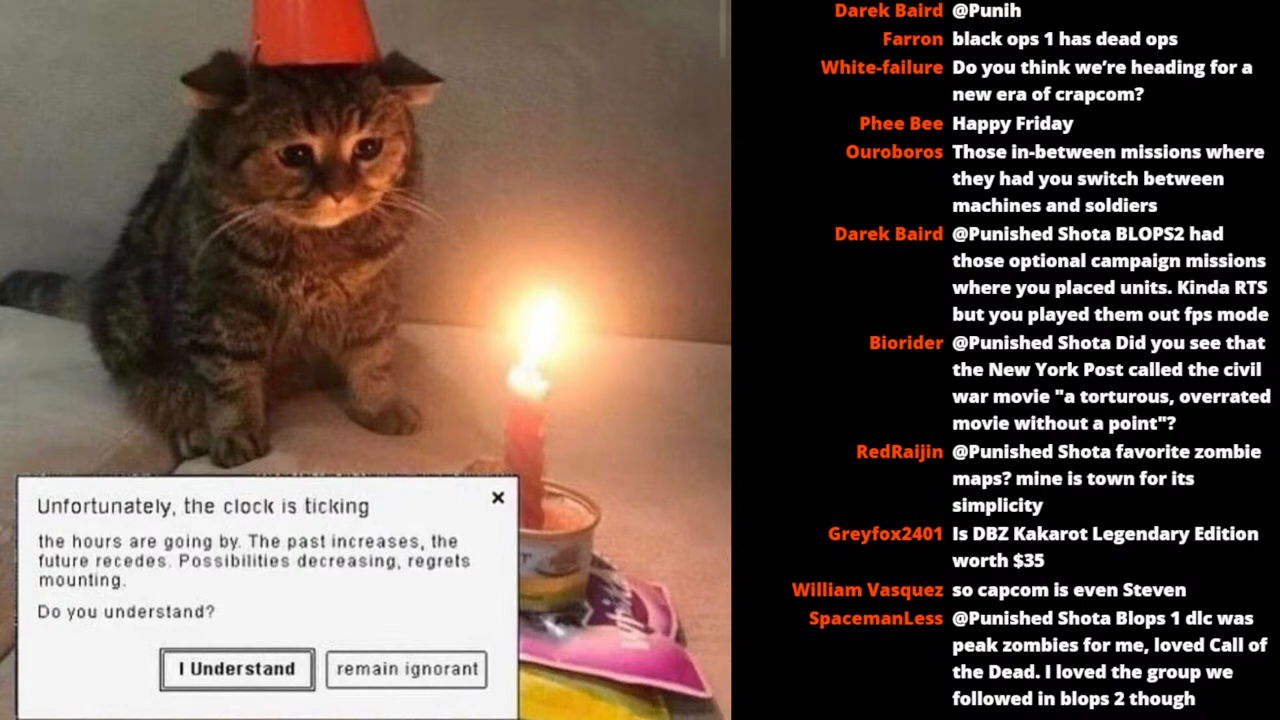 Unfortunately, the clock is ticking
the hours are going by. The past increases, the
future recedes. Possibilities decreasing, regrets
mounting.
Do you understand?
I Understand
remain ignorant
Darek Baird @Punih
Farron black ops 1 has dead ops
White-failure Do you think we’re heading for a
new era of crapcom?
Phee Bee Happy Friday
Ouroboros Those in-between missions where
they had you switch between
machines and soldiers
Darek Baird @Punished Shota BLOPS2 had
those optional campaign missions
where you placed units. Kinda RTS
but you played them out fps mode
Biorider @Punished Shota Did you see that
the New York Post called the civil
war movie "a torturous, overrated
movie without a point"?
RedRaijin @Punished Shota favorite zombie
maps? mine is town for its
simplicity
Greyfox2401 Is DBZ Kakarot Legendary Edition
worth $35
William Vasquez so capcom is even Steven
SpacemanLess @Punished Shota Blops 1 dlc was
peak zombies for me, loved Call of
the Dead. I loved the group we
followed in blops 2 though